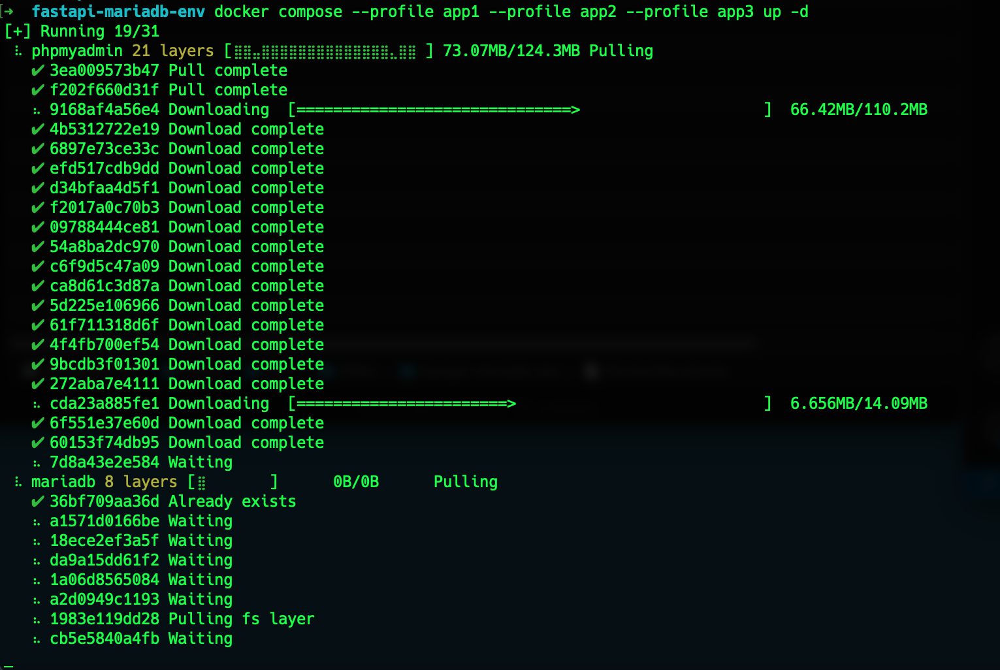 [→ fastapi-mariadb-env docker compose --profile app1 --profile app2 --profile app3 up -d
[+] Running 19/31
⠧ phpmyadmin 21 layers [⣿⣿⣀⣿⣿⣿⣿⣿⣿⣿⣿⣿⣿⣿⣿⣿⣿⣀⣿⣿ ] 73.07MB/124.3MB Pulling
✔ 3ea009573b47 Pull complete
✔ f202f660d31f Pull complete
⠦ 9168af4a56e4 Downloading [==============================> ] 66.42MB/110.2MB
✔ 4b5312722e19 Download complete
✔ 6897e73ce33c Download complete
✔ efd517cdb9dd Download complete
✔ d34bfaa4d5f1 Download complete
✔ f2017a0c70b3 Download complete
✔ 09788444ce81 Download complete
✔ 54a8ba2dc970 Download complete
✔ c6f9d5c47a09 Download complete
✔ ca8d61c3d87a Download complete
✔ 5d225e106966 Download complete
✔ 61f711318d6f Download complete
✔ 4f4fb700ef54 Download complete
✔ 9bcdb3f01301 Download complete
✔ 272aba7e4111 Download complete
⠦ cda23a885fe1 Downloading [=======================> ] 6.656MB/14.09MB
✔ 6f551e37e60d Download complete
✔ 60153f74db95 Download complete
⠦ 7d8a43e2e584 Waiting
⠧ mariadb 8 layers [⣿ ] 0B/0B Pulling
✔ 36bf709aa36d Already exists
⠦ a1571d0166be Waiting
⠦ 18ece2ef3a5f Waiting
⠦ da9a15dd61f2 Waiting
⠦ 1a06d8565084 Waiting
⠦ a2d0949c1193 Waiting
⠦ 1983e119dd28 Pulling fs layer
⠦ cb5e5840a4fb Waiting